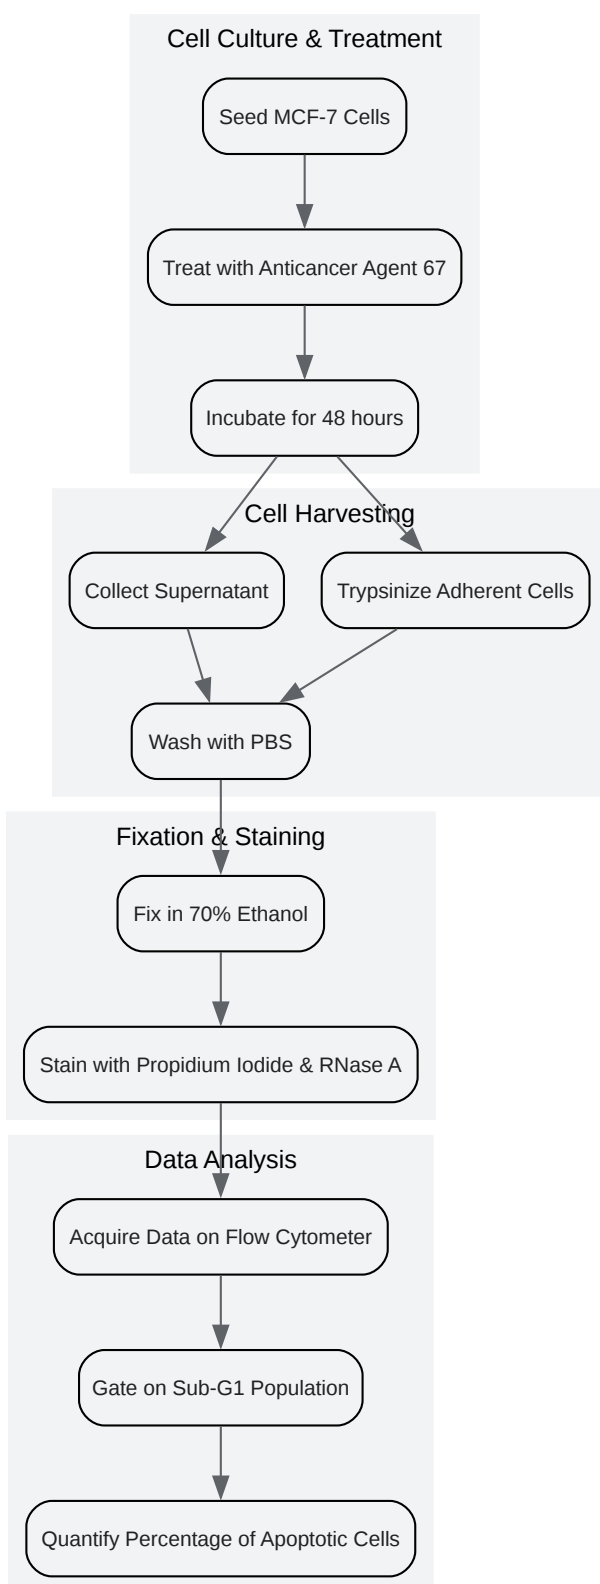 Cell Culture & Treatment
Seed MCF-7 Cells
Treat with Anticancer Agent 67
Incubate for 48 hours
Cell Harvesting
Collect Supernatant
Trypsinize Adherent Cells
Wash with PBS
Fixation & Staining
Fix in 70% Ethanol
Stain with Propidium Iodide & RNase A
Data Analysis
Acquire Data on Flow Cytometer
Gate on Sub-G1 Population
Quantify Percentage of Apoptotic Cells